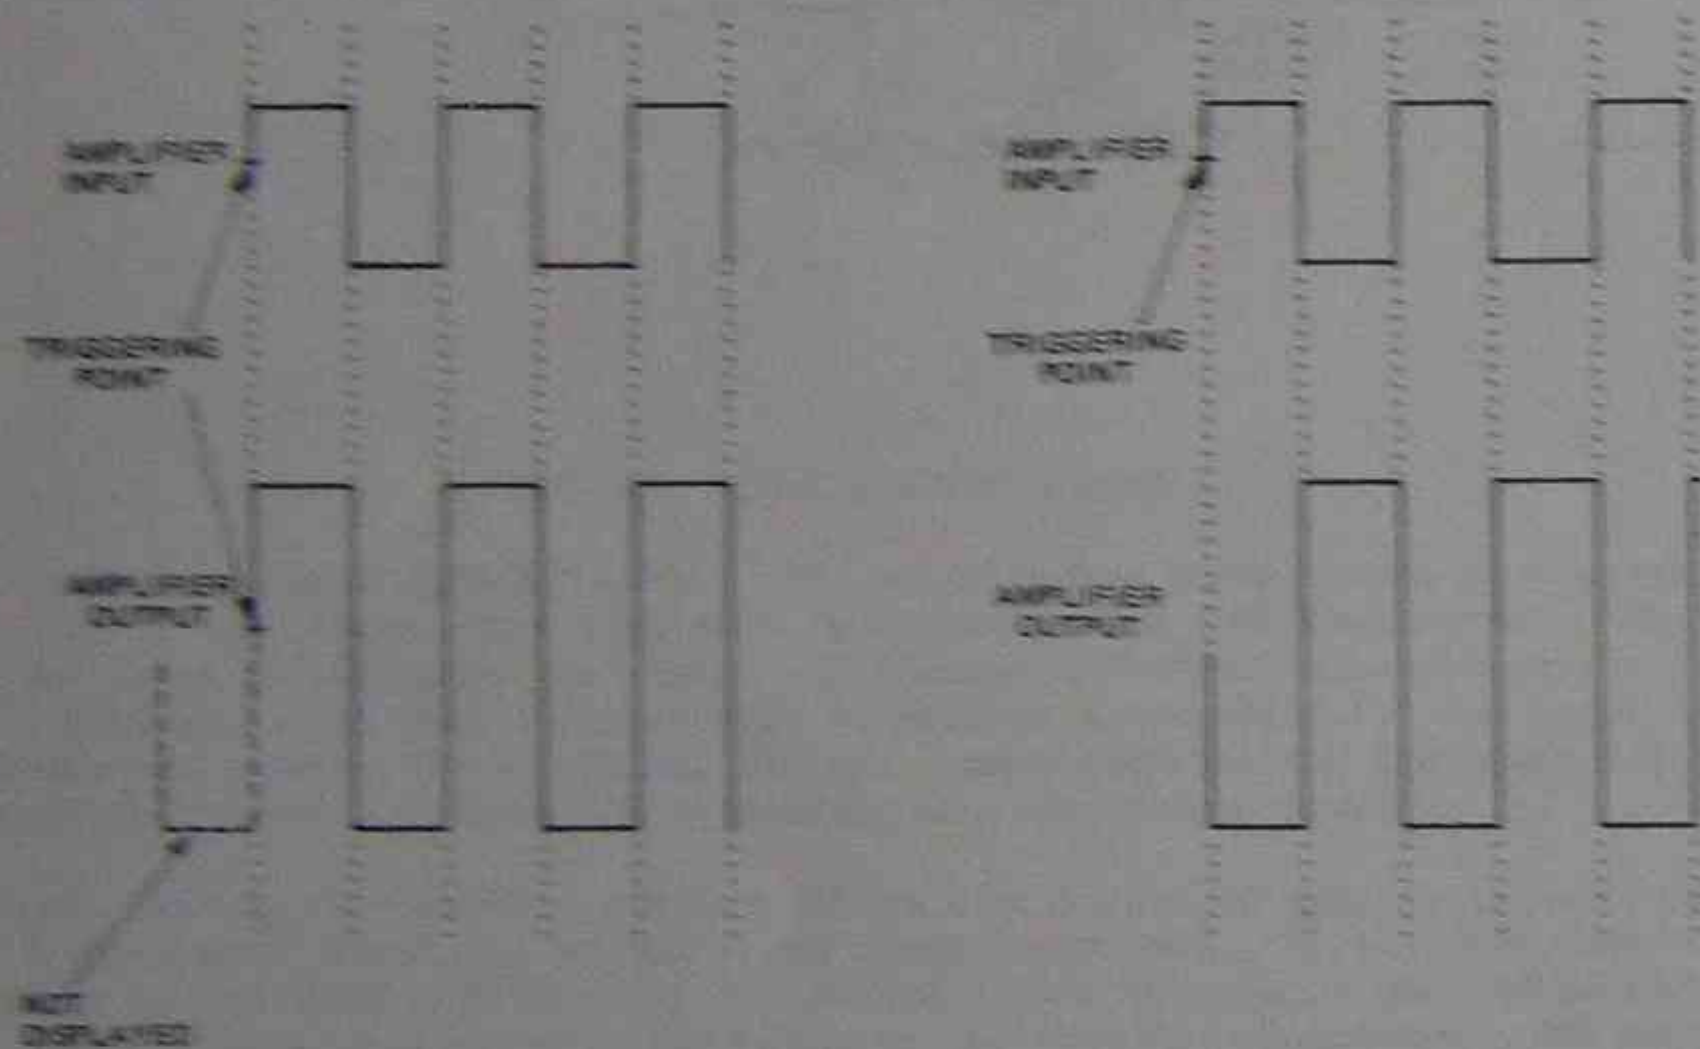 AMPLIFIER
INPUT
TRIGGERING
POINT
AMPLIFIER
OUTPUT
NOT
DISPLAYED
AMPLIFIER
INPUT
TRIGGERING
POINT
AMPLIFIER
OUTPUT